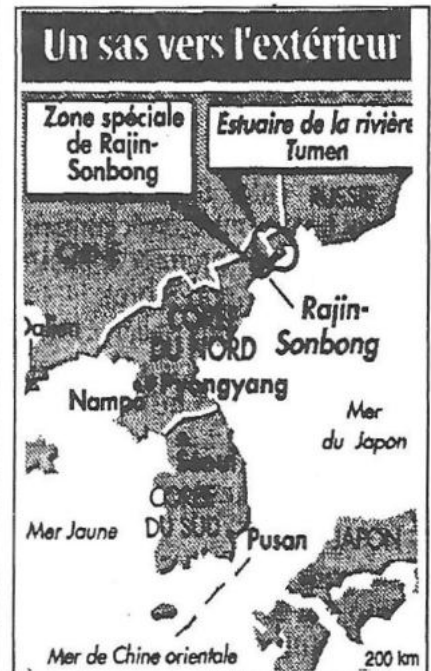 Un sas vers l'extérieur
Zone spéciale
de Rajin-
Sonbong
Estuaire de la rivière
Tumen
RUSSIE
CHINE
Rajin-
Sonbong
Dalian
CORÉE
DU NORD
Pyongyang
Nampo
Mer
du Japon
Séoul
CORÉE
DU SUD
Mer Jaune
Pusan
JAPON
Mer de Chine orientale
200 km